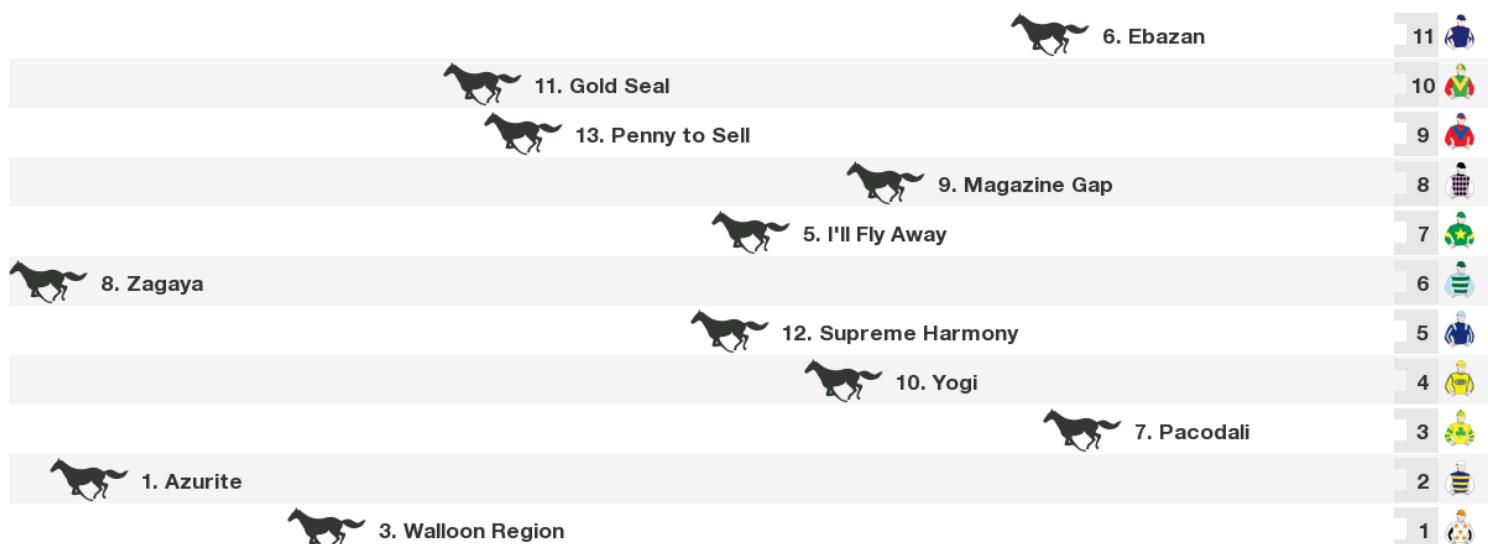 6. Ebazan 11
11. Gold Seal 10
13. Penny to Sell 9
9. Magazine Gap 8
5. I'll Fly Away 7
8. Zagaya 6
12. Supreme Harmony 5
10. Yogi 4
7. Pacodali 3
1. Azurite 2
3. Walloon Region 1